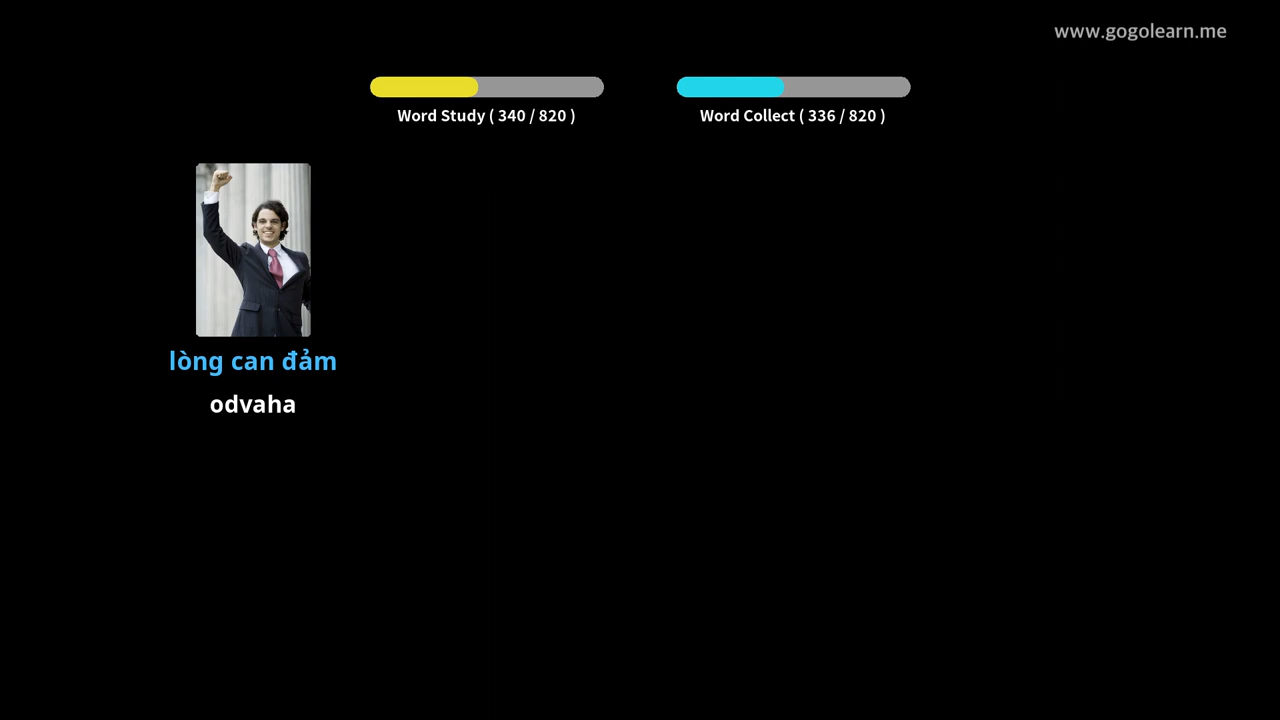 www.gogolearn.me
Word Study ( 340 / 820 )
Word Collect ( 336 / 820 )
lòng can đảm
odvaha